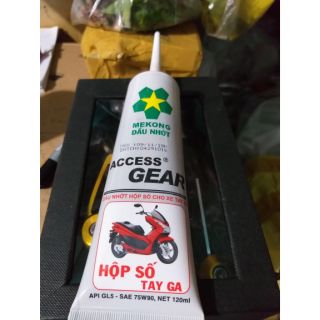 MEKONG
DẦU NHỚT
ACCESS®
GEAR
DẦU NHỚT HỘP SỐ CHO XE TAY
HỘP SỐ
TAY GA
API GL5 - SAE 75W90, NET 120ml